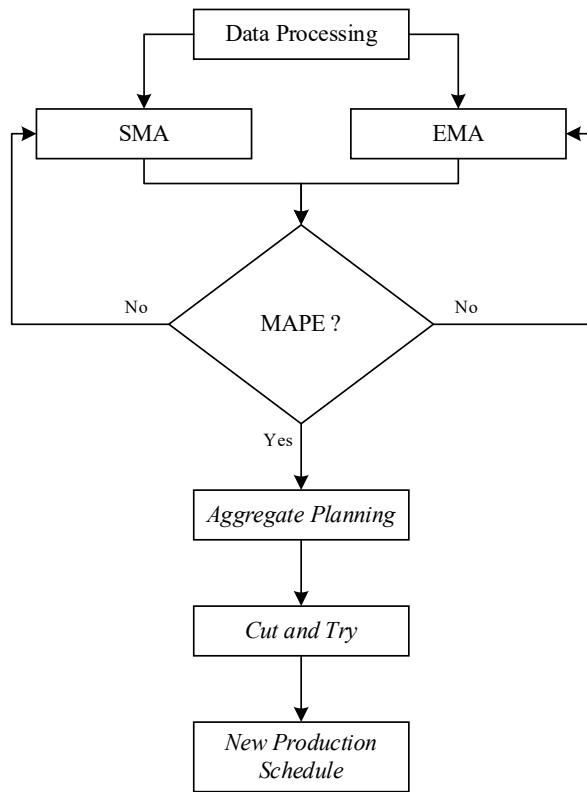 Data Processing
SMA
EMA
No
MAPE ?
No
Yes
Aggregate Planning
Cut and Try
New Production
Schedule